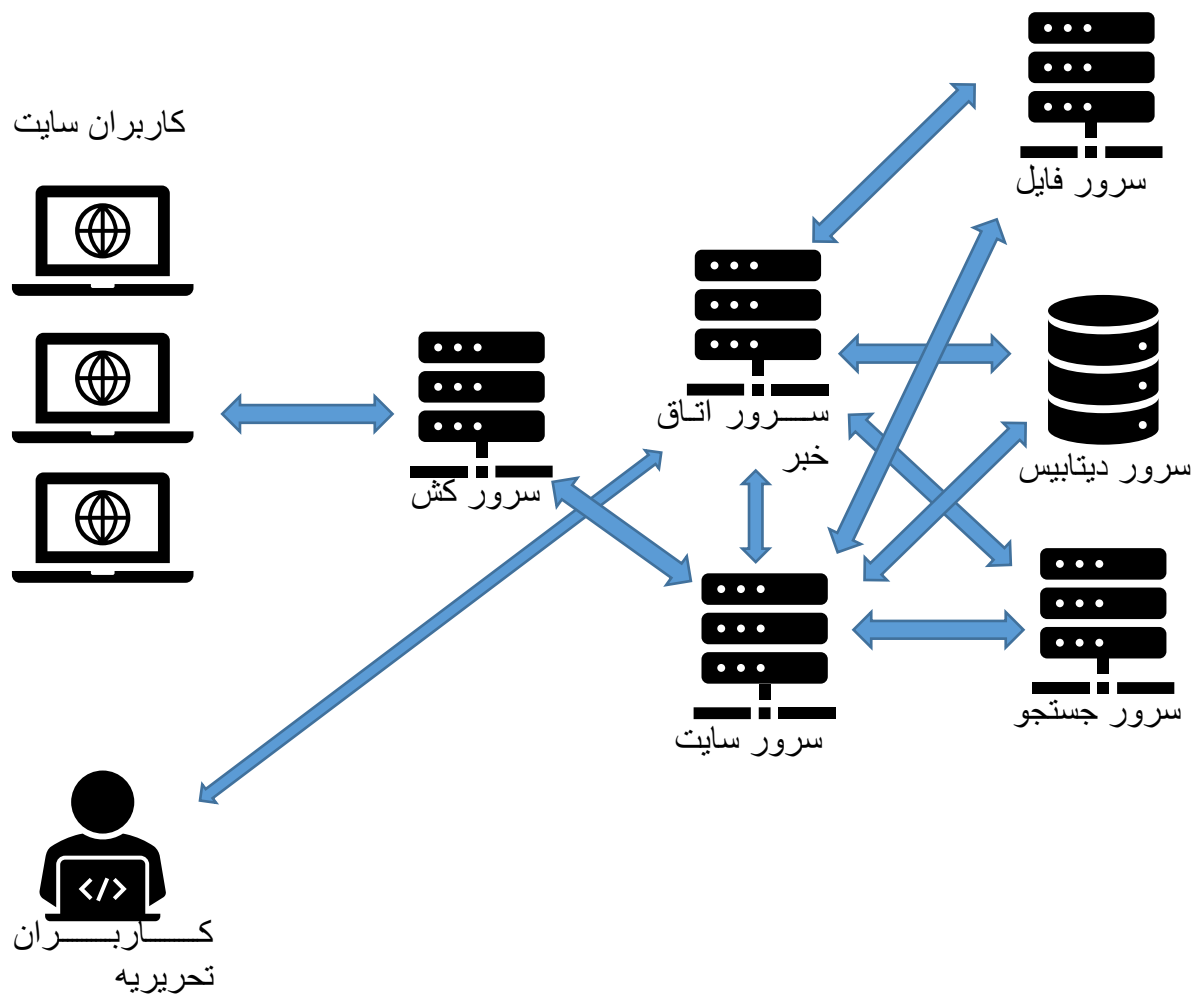 کاربران سایت
سرور فایل
سرور اتاق
خبر
سرور دیتابیس
سرور کش
سرور جستجو
سرور سایت
</>
کاربران
تحریریه